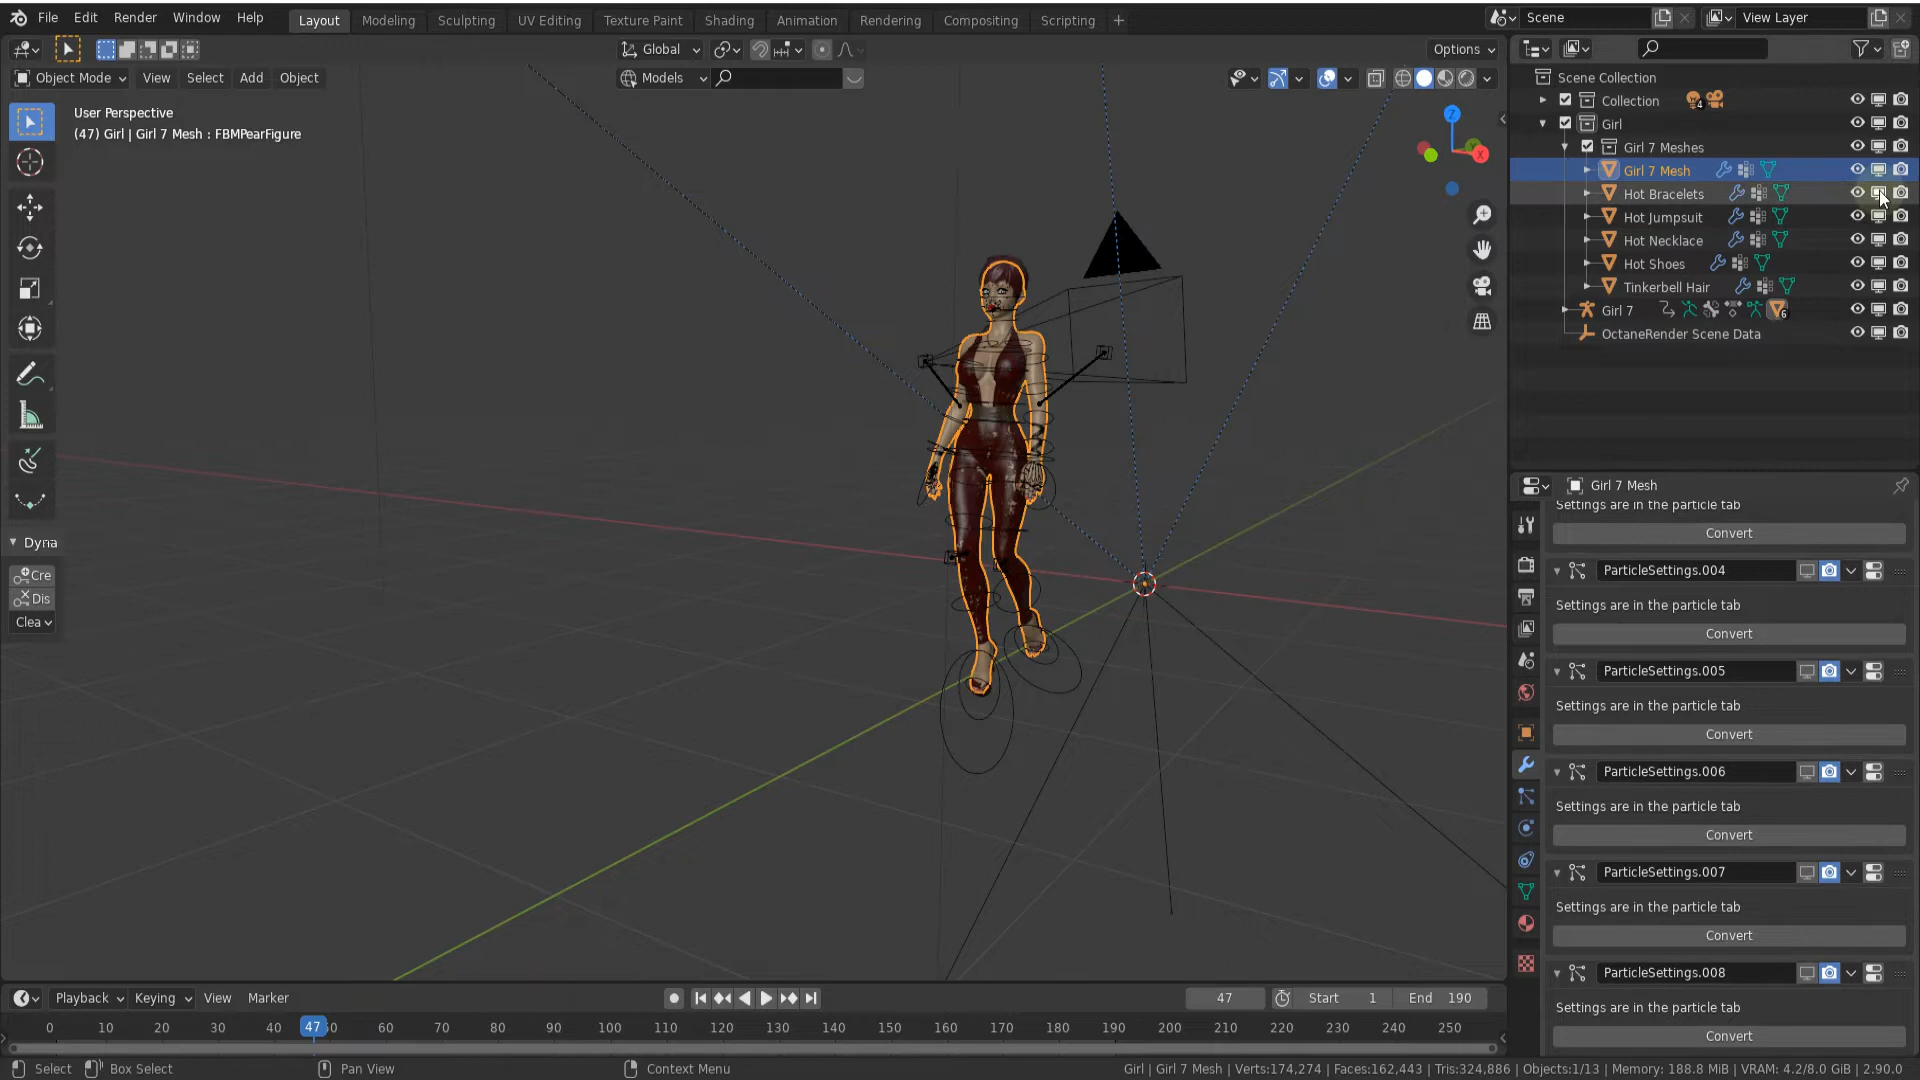 File Edit Render Window Help Layout Modeling Sculpting UV Editing Texture Paint Shading Animation Rendering Compositing Scripting + Scene View Layer
Global Options
Object Mode View Select Add Object Models
User Perspective
(47) Girl | Girl 7 Mesh : FBMPearFigure
Z
X
Scene Collection
Collection 4
Girl
Girl 7 Meshes
Girl 7 Mesh
Hot Bracelets
Hot Jumpsuit
Hot Necklace
Hot Shoes
Tinkerbell Hair
Girl 7 6
OctaneRender Scene Data
Girl 7 Mesh
Settings are in the particle tab
Convert
ParticleSettings.004
Settings are in the particle tab
Convert
ParticleSettings.005
Settings are in the particle tab
Convert
ParticleSettings.006
Settings are in the particle tab
Convert
ParticleSettings.007
Settings are in the particle tab
Convert
ParticleSettings.008
Settings are in the particle tab
Convert
Dyna
Cre
Dis
Clea
Playback Keying View Marker 47 Start 1 End 190
0 10 20 30 40 47 50 60 70 80 90 100 110 120 130 140 150 160 170 180 190 200 210 220 230 240 250
Select Box Select Pan View Context Menu Girl | Girl 7 Mesh | Verts:174,274 | Faces:162,443 | Tris:324,886 | Objects:1/13 | Memory: 188.8 MiB | VRAM: 4.2/8.0 GiB | 2.90.0